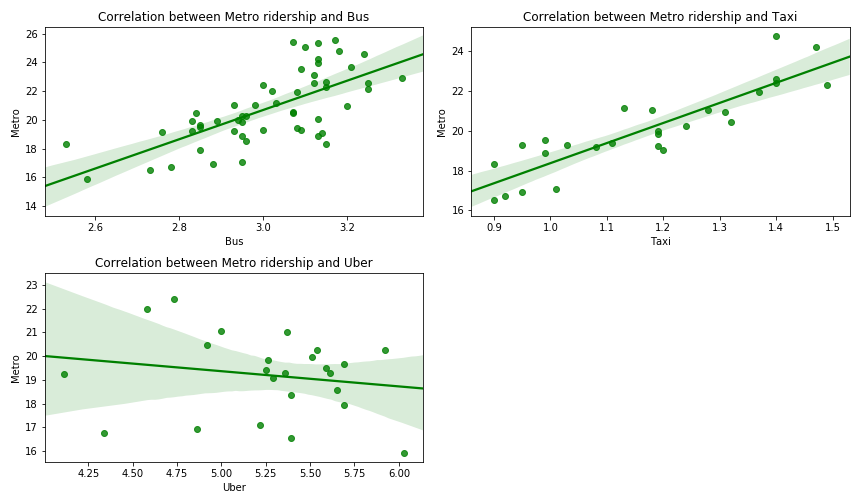 Correlation between Metro ridership and Bus
26
24
22
20
18
16
14
Metro
2.6 2.8 3.0 3.2
Bus
Correlation between Metro ridership and Taxi
24
22
20
18
16
Metro
0.9 1.0 1.1 1.2 1.3 1.4 1.5
Taxi
Correlation between Metro ridership and Uber
23
22
21
20
19
18
17
16
Metro
4.25 4.50 4.75 5.00 5.25 5.50 5.75 6.00
Uber